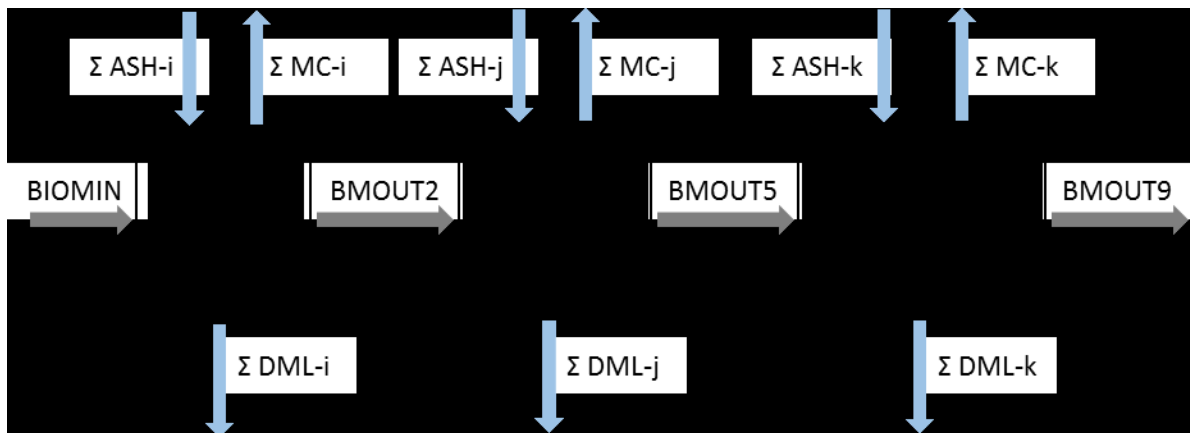 Σ ASH-i
Σ MC-i
Σ ASH-j
Σ MC-j
Σ ASH-k
Σ MC-k
BIOMIN
BMOUT2
BMOUT5
BMOUT9
Σ DML-i
Σ DML-j
Σ DML-k